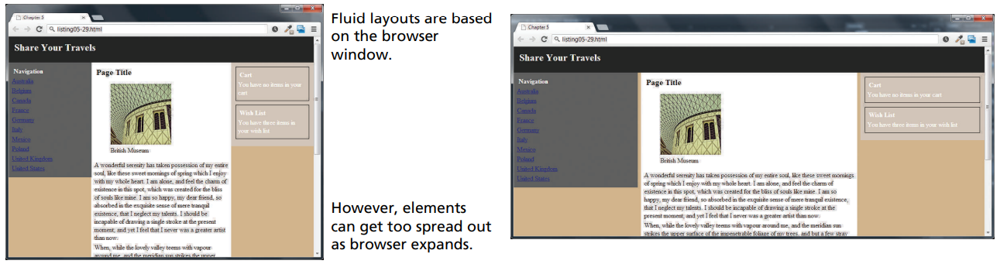 Chapter 5
listing05-29.html
Share Your Travels
Navigation
Australia
Belgium
Canada
France
Germany
Italy
Mexico
Poland
United Kingdom
United States
Page Title
British Museum
A wonderful serenity has taken possession of my entire
soul, like these sweet mornings of spring which I enjoy
with my whole heart. I am alone, and feel the charm of
existence in this spot, which was created for the bliss
of souls like mine. I am so happy, my dear friend, so
absorbed in the exquisite sense of mere tranquil
existence, that I neglect my talents. I should be
incapable of drawing a single stroke at the present
moment; and yet I feel that I never was a greater artist
than now.
When, while the lovely valley teems with vapour
around me, and the meridian sun strikes the upper
Cart
You have no items in your
cart
Wish List
You have three items in
your wish list
Fluid layouts are based
on the browser
window.
However, elements
can get too spread out
as browser expands.
Chapter 5
listing05-29.html
Share Your Travels
Navigation
Australia
Belgium
Canada
France
Germany
Italy
Mexico
Poland
United Kingdom
United States
Page Title
British Museum
A wonderful serenity has taken possession of my entire soul, like these sweet mornings
of spring which I enjoy with my whole heart. I am alone, and feel the charm of
existence in this spot, which was created for the bliss of souls like mine. I am so
happy, my dear friend, so absorbed in the exquisite sense of mere tranquil existence,
that I neglect my talents. I should be incapable of drawing a single stroke at the
present moment; and yet I feel that I never was a greater artist than now.
When, while the lovely valley teems with vapour around me, and the meridian sun
strikes the upper surface of the impenetrable foliage of my trees, and but a few stray
Cart
You have no items in your cart
Wish List
You have three items in your wish list